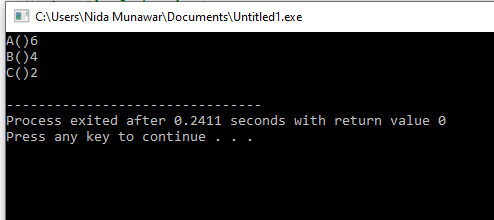 C:\Users\Nida Munawar\Documents\Untitled1.exe
A()6
B()4
C()2
--------------------------------
Process exited after 0.2411 seconds with return value 0
Press any key to continue . . .